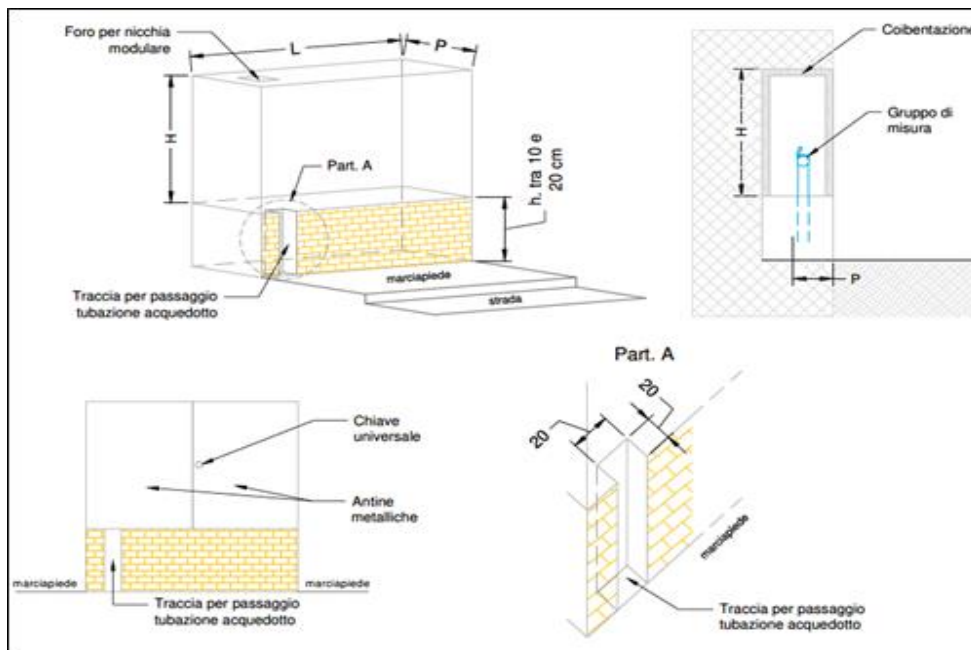 Foro per nicchia
modulare
L
P
H
Part. A
h. tra 10 e
20 cm
marciapiede
strada
Traccia per passaggio
tubazione acquedotto
Coibentazione
H
Gruppo di
misura
P
Chiave
universale
Antine
metalliche
marciapiede
marciapiede
Traccia per passaggio
tubazione acquedotto
Part. A
20
20
marciapiede
Traccia per passaggio
tubazione acquedotto